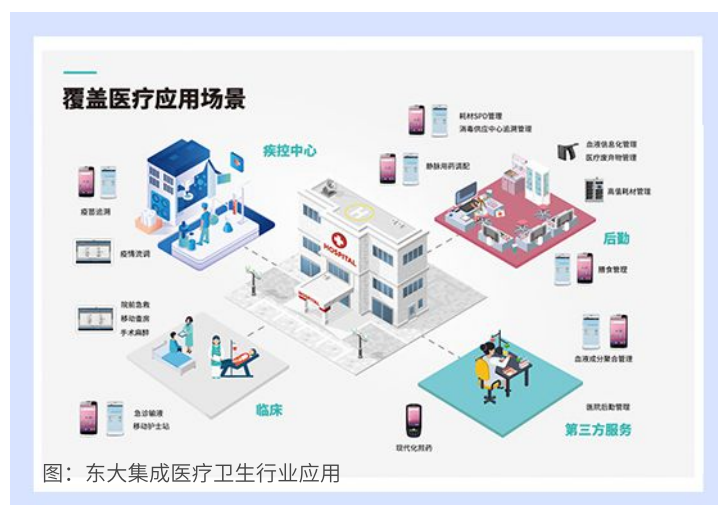 覆盖医疗应用场景
耗材SPD管理
消毒供应中心追溯管理
静脉用药调配
血液信息化管理
医疗废弃物管理
高值耗材管理
疾控中心
疫苗追溯
疫情流调
HOSPITAL
后勤
膳食管理
院前急救
移动查房
手术麻醉
临床
急诊输液
移动护士站
血液成分聚合管理
医院后勤管理
第三方服务
现代化煎药
图：东大集成医疗卫生行业应用